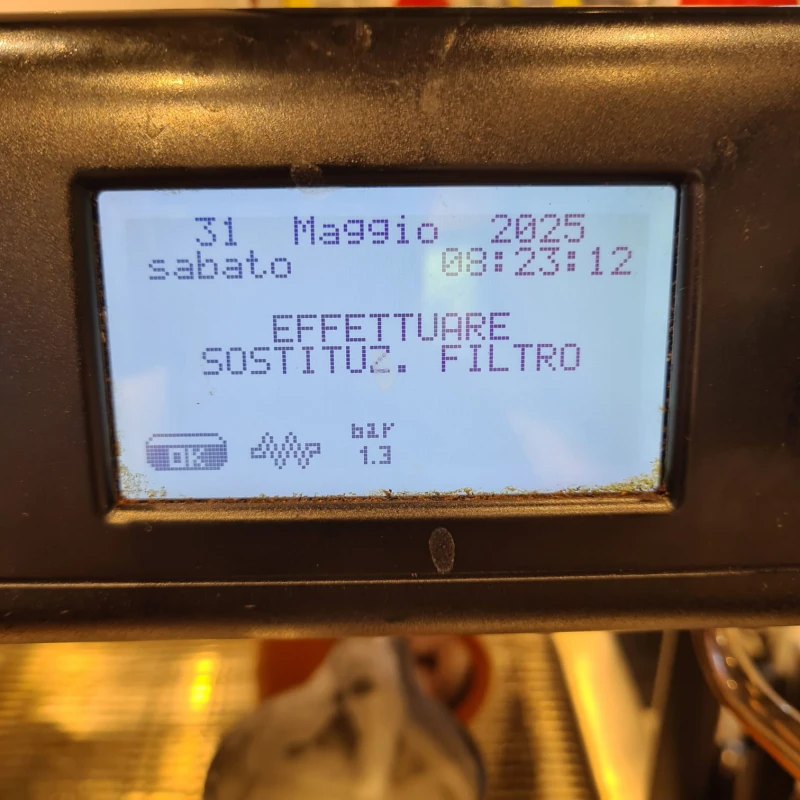 31 Maggio 2025
sabato 08:23:12
EFFETTUARE
SOSTITUZ. FILTRO
OK
bar
1.3